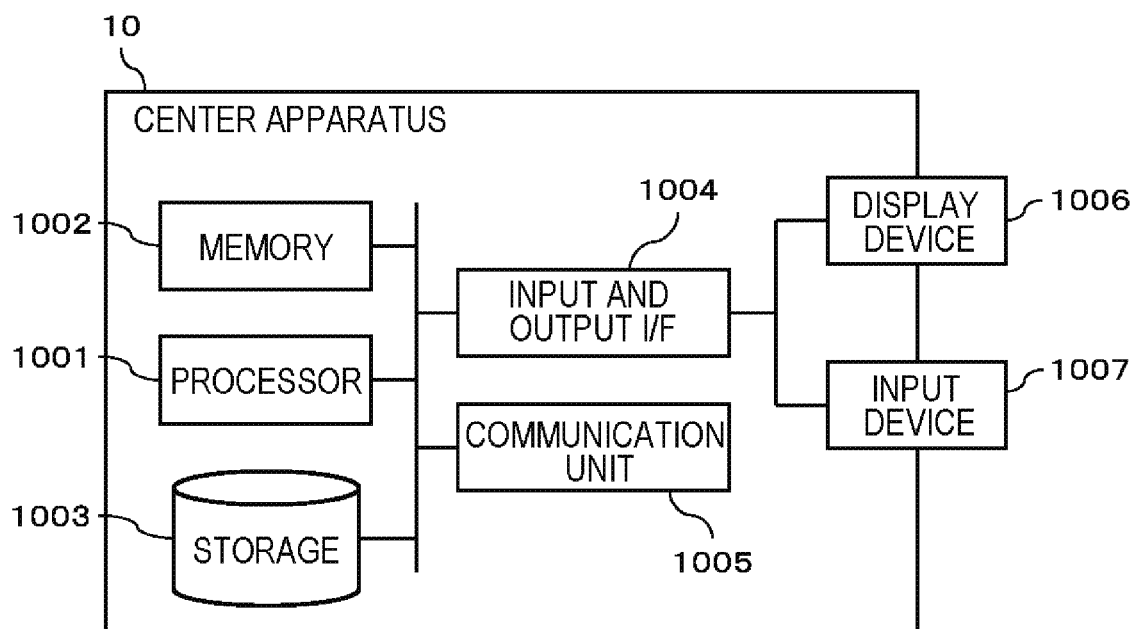 10
CENTER APPARATUS
1004
1002
MEMORY
DISPLAY
DEVICE
1006
INPUT AND
OUTPUT I/F
1001
PROCESSOR
INPUT
DEVICE
1007
COMMUNICATION
UNIT
1003
STORAGE
1005